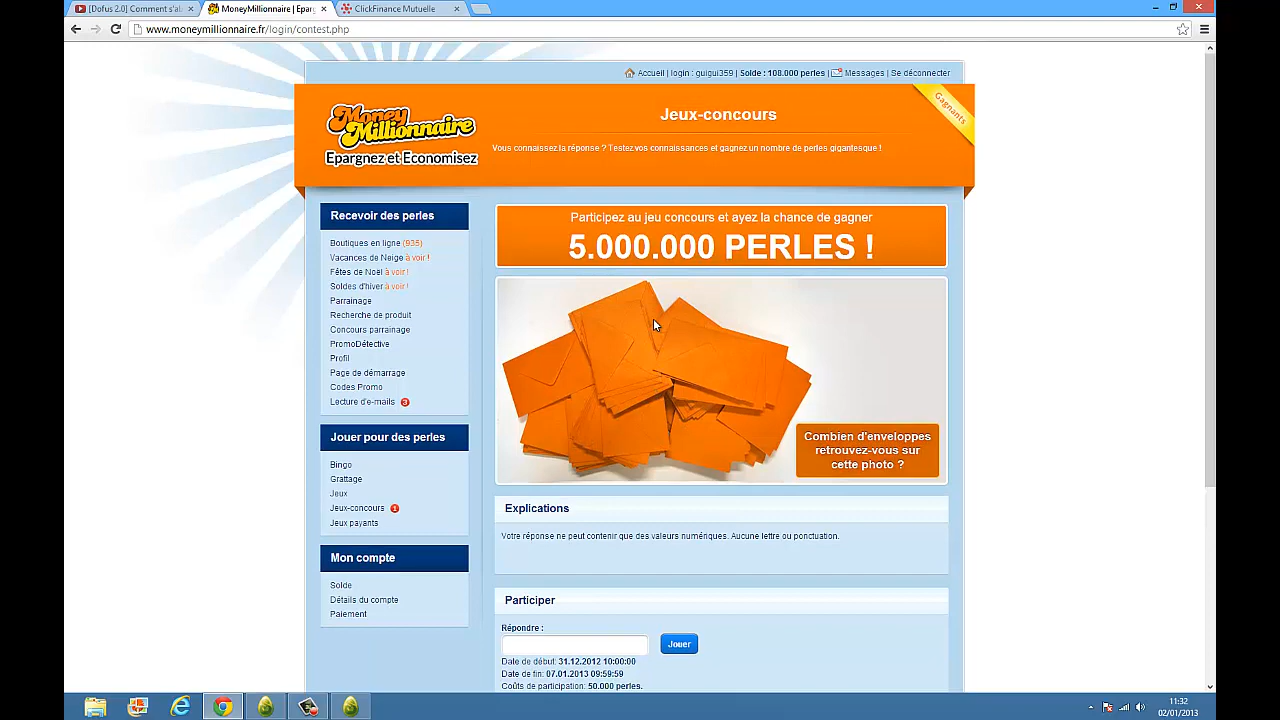 [Dofus 2.0] Comment s'al
MoneyMillionnaire | Eparg
ClickFinance Mutuelle
www.moneymillionnaire.fr/login/contest.php
Accueil | login : guigui359 | Solde : 108.000 perles | Messages | Se déconnecter
Money
Millionnaire
Epargnez et Economisez
Jeux-concours
Vous connaissez la réponse ? Testez vos connaissances et gagnez un nombre de perles gigantesque !
Gagnants
Recevoir des perles
Boutiques en ligne (935)
Vacances de Neige à voir !
Fêtes de Noël à voir !
Soldes d'hiver à voir !
Parrainage
Recherche de produit
Concours parrainage
PromoDétective
Profil
Page de démarrage
Codes Promo
Lecture d'e-mails 3
Jouer pour des perles
Bingo
Grattage
Jeux
Jeux-concours 1
Jeux payants
Mon compte
Solde
Détails du compte
Paiement
Participez au jeu concours et ayez la chance de gagner
5.000.000 PERLES !
Combien d'enveloppes
retrouvez-vous sur
cette photo ?
Explications
Votre réponse ne peut contenir que des valeurs numériques. Aucune lettre ou ponctuation.
Participer
Répondre :
Jouer
Date de début: 31.12.2012 10:00:00
Date de fin: 07.01.2013 09:59:59
Coûts de participation: 50.000 perles.
11:32
02/01/2013